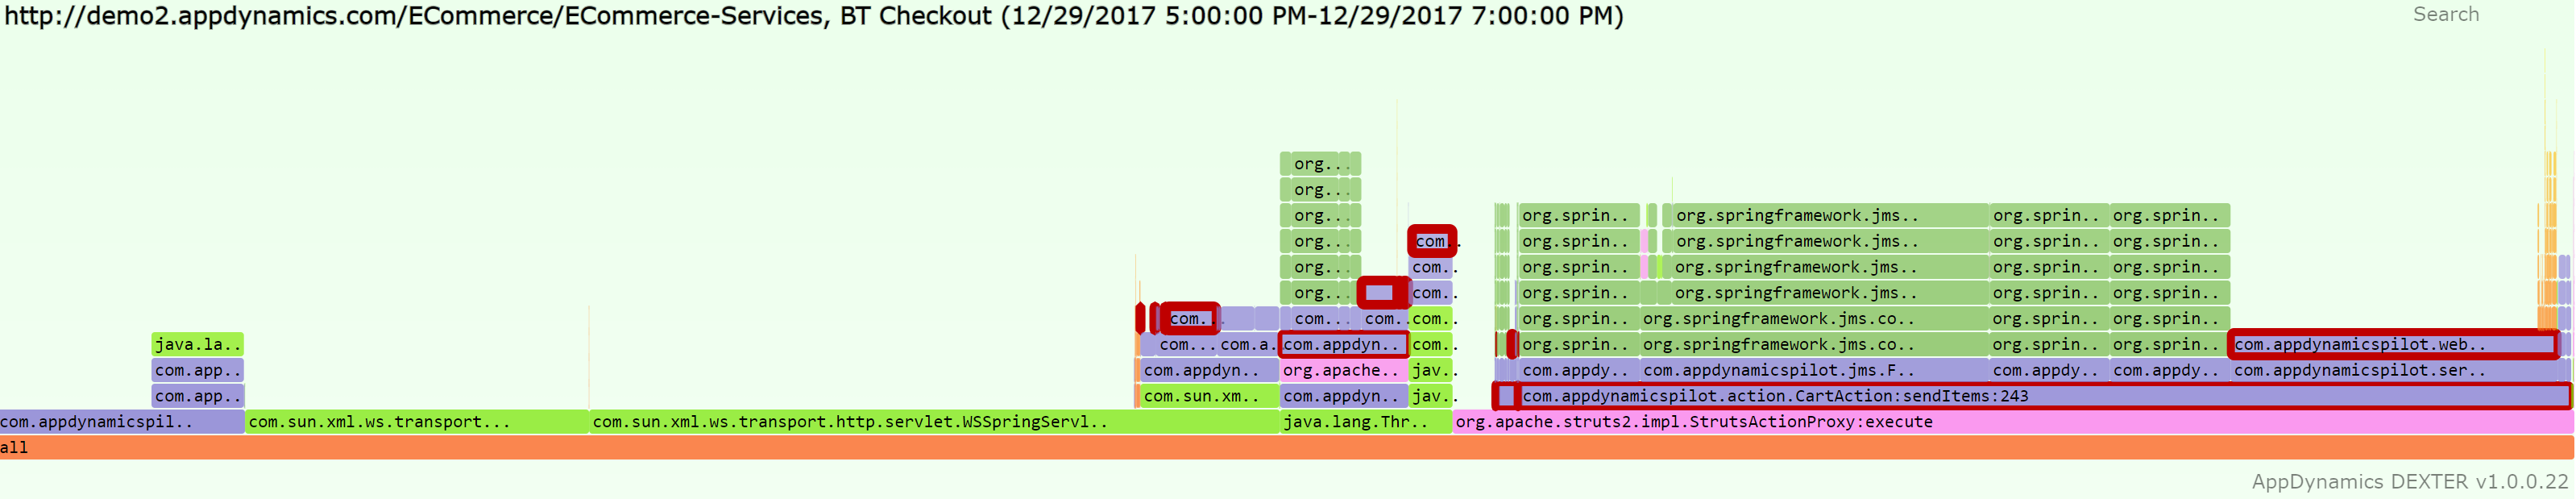 http://demo2.appdynamics.com/ECommerce/ECommerce-Services, BT Checkout (12/29/2017 5:00:00 PM-12/29/2017 7:00:00 PM) Search
org...
org...
org... org.sprin.. org.springframework.jms.. org.sprin.. org.sprin..
org... com.. org.sprin.. org.springframework.jms.. org.sprin.. org.sprin..
org... com.. org.sprin.. org.springframework.jms.. org.sprin.. org.sprin..
org... com.. org.sprin.. org.springframework.jms.. org.sprin.. org.sprin..
com.. com... com.. com.. org.sprin.. org.springframework.jms.co.. org.sprin.. org.sprin..
java.la.. com... com.a.. com.appdyn.. com.. org.sprin.. org.springframework.jms.co.. org.sprin.. org.sprin.. com.appdynamicspilot.web..
com.app.. com.appdyn.. org.apache.. jav.. com.appdy.. com.appdynamicspilot.jms.F.. com.appdy.. com.appdy.. com.appdynamicspilot.ser..
com.app.. com.sun.xm.. com.appdyn.. jav.. com.appdynamicspilot.action.CartAction:sendItems:243
com.appdynamicspil.. com.sun.xml.ws.transport... com.sun.xml.ws.transport.http.servlet.WSSpringServl.. java.lang.Thr.. org.apache.struts2.impl.StrutsActionProxy:execute
all
AppDynamics DEXTER v1.0.0.22